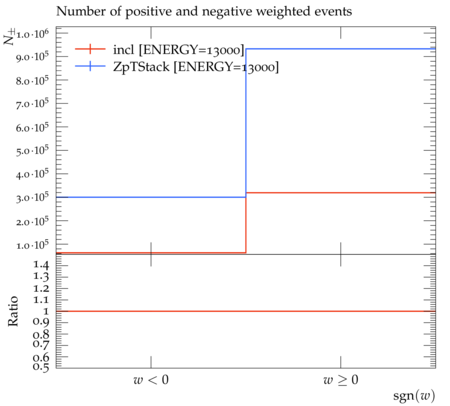 Number of positive and negative weighted events
N±
1.0·10⁶
9.0·10⁵
8.0·10⁵
7.0·10⁵
6.0·10⁵
5.0·10⁵
4.0·10⁵
3.0·10⁵
2.0·10⁵
1.0·10⁵
incl [ENERGY=13000]
ZpTStack [ENERGY=13000]
Ratio
1.4
1.3
1.2
1.1
1
0.9
0.8
0.7
0.6
0.5
w < 0
w ≥ 0
sgn(w)